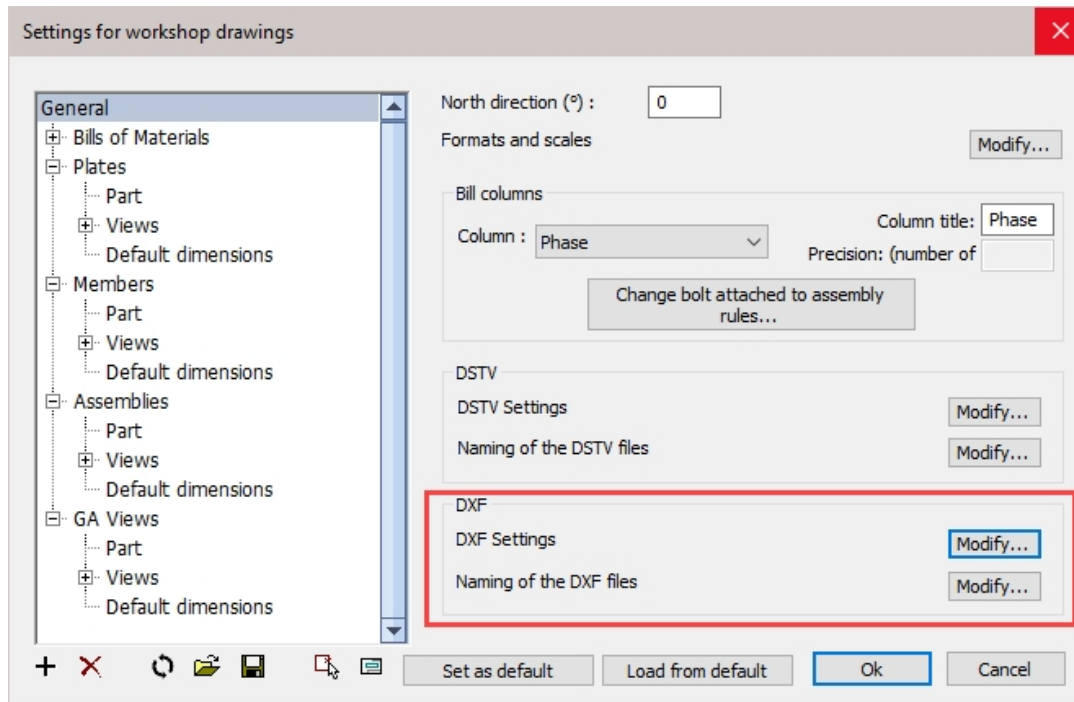 Settings for workshop drawings
General
Bills of Materials
Plates
Part
Views
Default dimensions
Members
Part
Views
Default dimensions
Assemblies
Part
Views
Default dimensions
GA Views
Part
Views
Default dimensions
North direction (°) : 0
Formats and scales Modify...
Bill columns
Column title: Phase
Column : Phase
Precision: (number of
Change bolt attached to assembly
rules...
DSTV
DSTV Settings Modify...
Naming of the DSTV files Modify...
DXF
DXF Settings Modify...
Naming of the DXF files Modify...
Set as default Load from default Ok Cancel